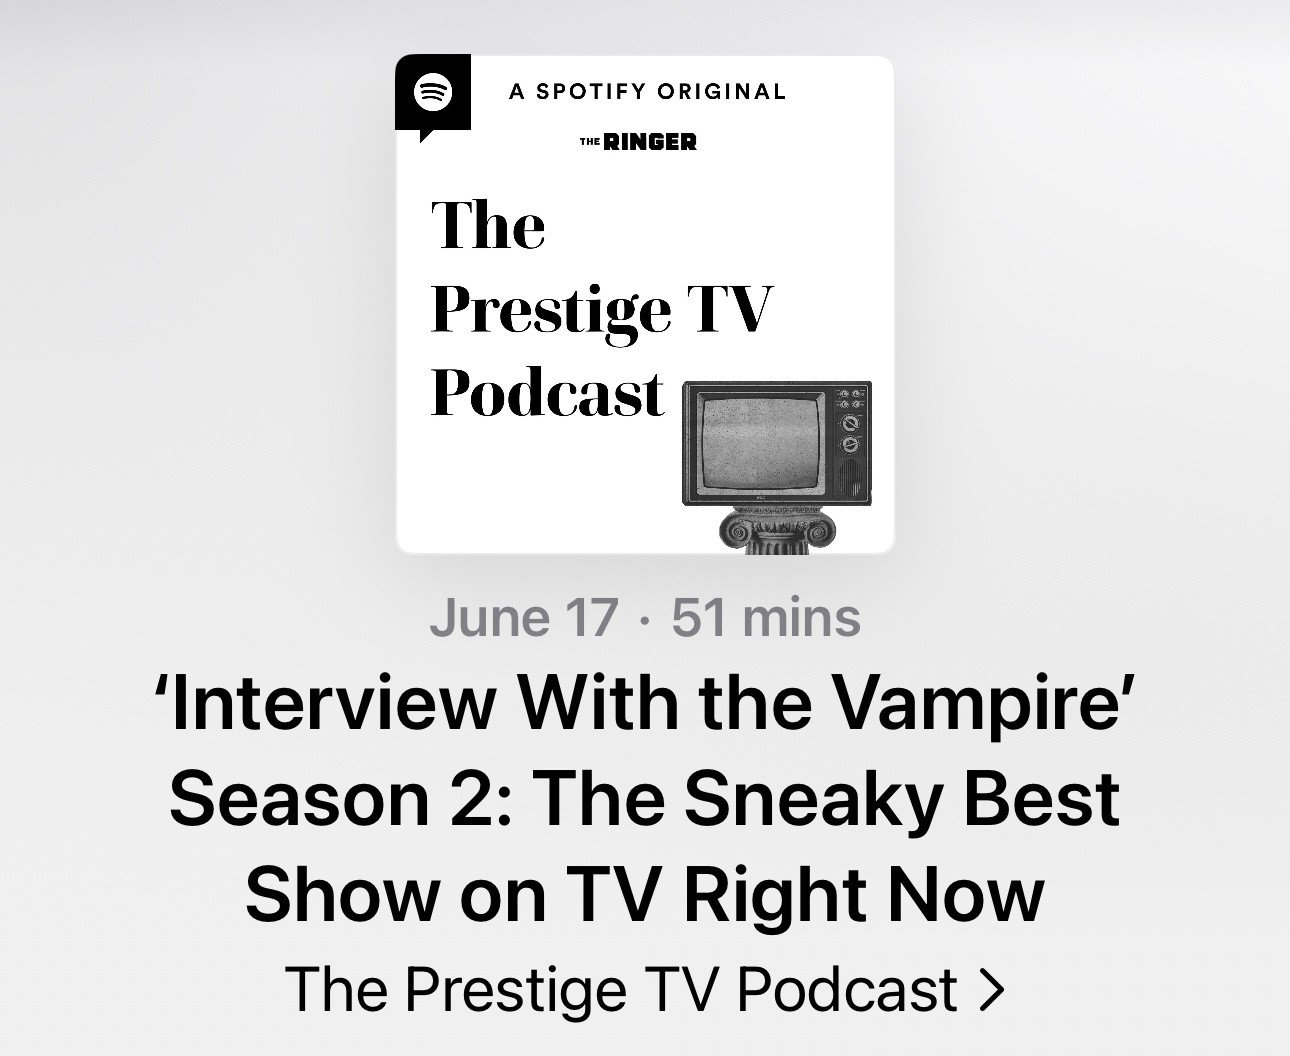 A SPOTIFY ORIGINAL
THE RINGER
The
Prestige TV
Podcast
June 17 · 51 mins
‘Interview With the Vampire’
Season 2: The Sneaky Best
Show on TV Right Now
The Prestige TV Podcast >